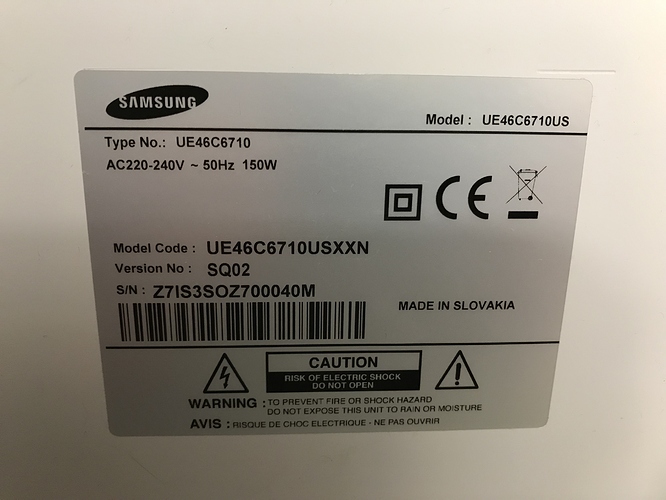 SAMSUNG
Model : UE46C6710US
Type No.: UE46C6710
AC220-240V ~ 50Hz 150W
CE
Model Code : UE46C6710USXXN
Version No : SQ02
S/N : Z7IS3SOZ700040M
MADE IN SLOVAKIA
CAUTION
RISK OF ELECTRIC SHOCK
DO NOT OPEN
WARNING : TO PREVENT FIRE OR SHOCK HAZARD
DO NOT EXPOSE THIS UNIT TO RAIN OR MOISTURE
AVIS : RISQUE DE CHOC ELECTRIQUE - NE PAS OUVRIR